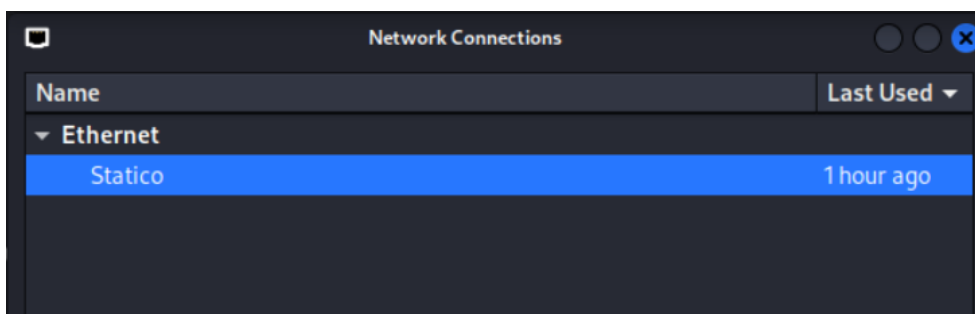 Network Connections
Name Last Used
Ethernet
Statico 1 hour ago